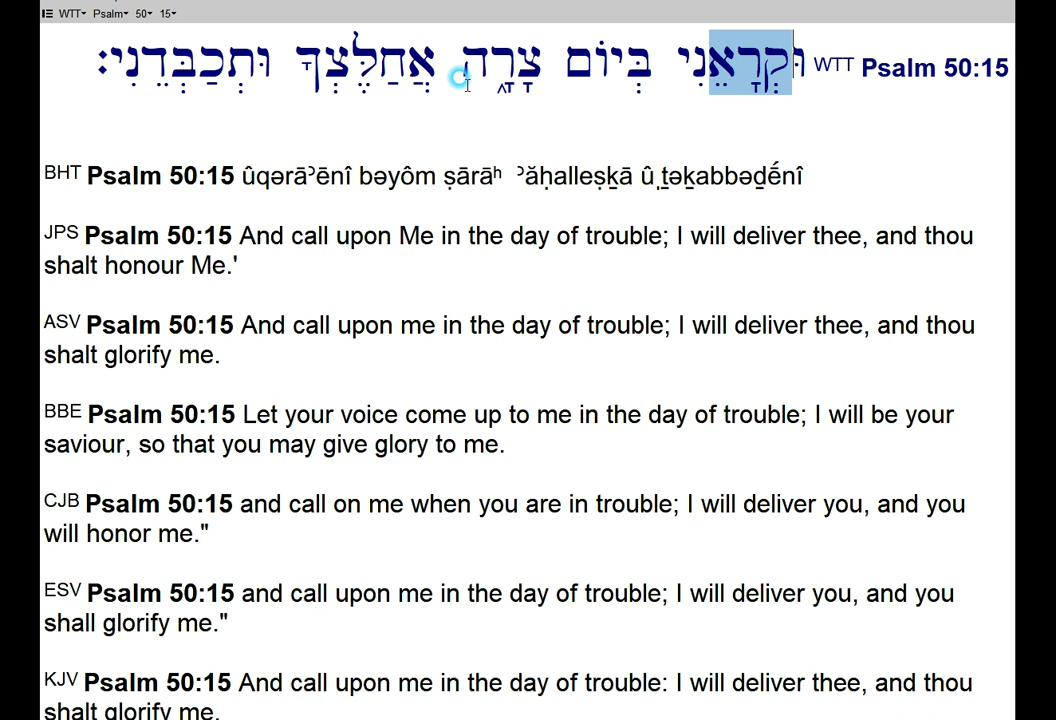 WTT▾ Psalm▾ 50▾ 15▾
WTT Psalm 50:15 וּקְרָאֵנִי בְּיוֹם צָרָה אֲחַלֶּצְךָ וּתְכַבְּדֵנִי׃
BHT Psalm 50:15 ûqərāʾēnî bəyôm ṣārāʰ ʾăḥalleṣḵā ûˌṯəḵabbəḏḗnî
JPS Psalm 50:15 And call upon Me in the day of trouble; I will deliver thee, and thou
shalt honour Me.'
ASV Psalm 50:15 And call upon me in the day of trouble; I will deliver thee, and thou
shalt glorify me.
BBE Psalm 50:15 Let your voice come up to me in the day of trouble; I will be your
saviour, so that you may give glory to me.
CJB Psalm 50:15 and call on me when you are in trouble; I will deliver you, and you
will honor me."
ESV Psalm 50:15 and call upon me in the day of trouble; I will deliver you, and you
shall glorify me."
KJV Psalm 50:15 And call upon me in the day of trouble: I will deliver thee, and thou
shalt glorify me.